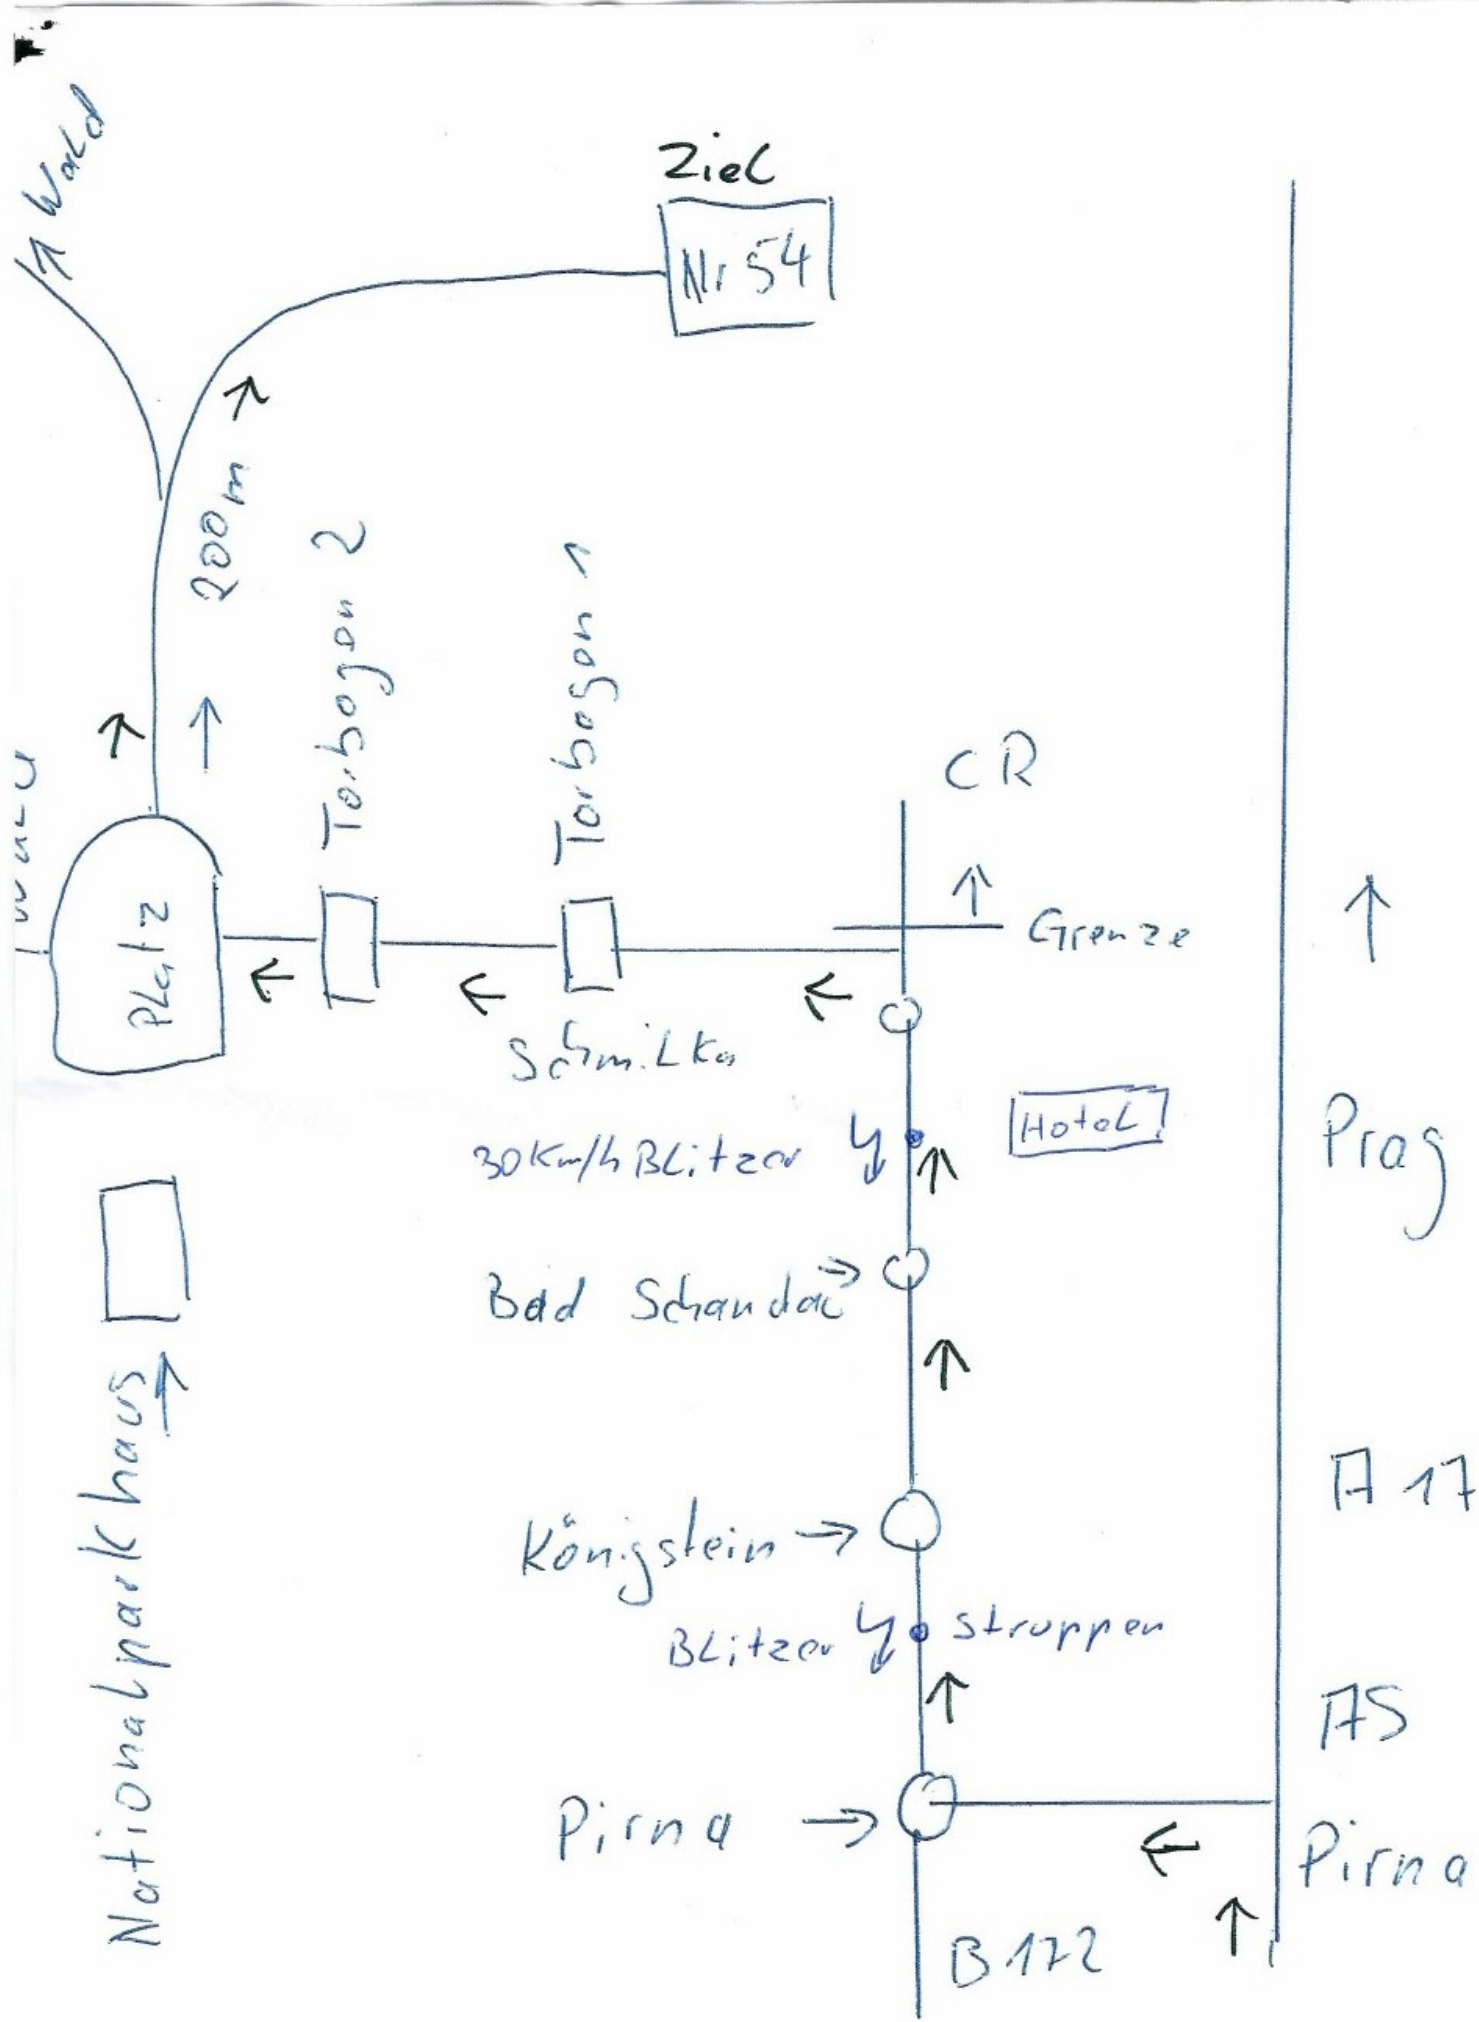 Wald
Ziel
Nr 54
200m
Torbogen 2
Torbogen 1
CR
Grenze
Platz
Schmilka
30Km/h Blitzer
Hotel
Prag
Bad Schandau
A 17
Königstein
Blitzer
Struppen
Nationalparkhaus
AS
Pirna
Pirna
B 172